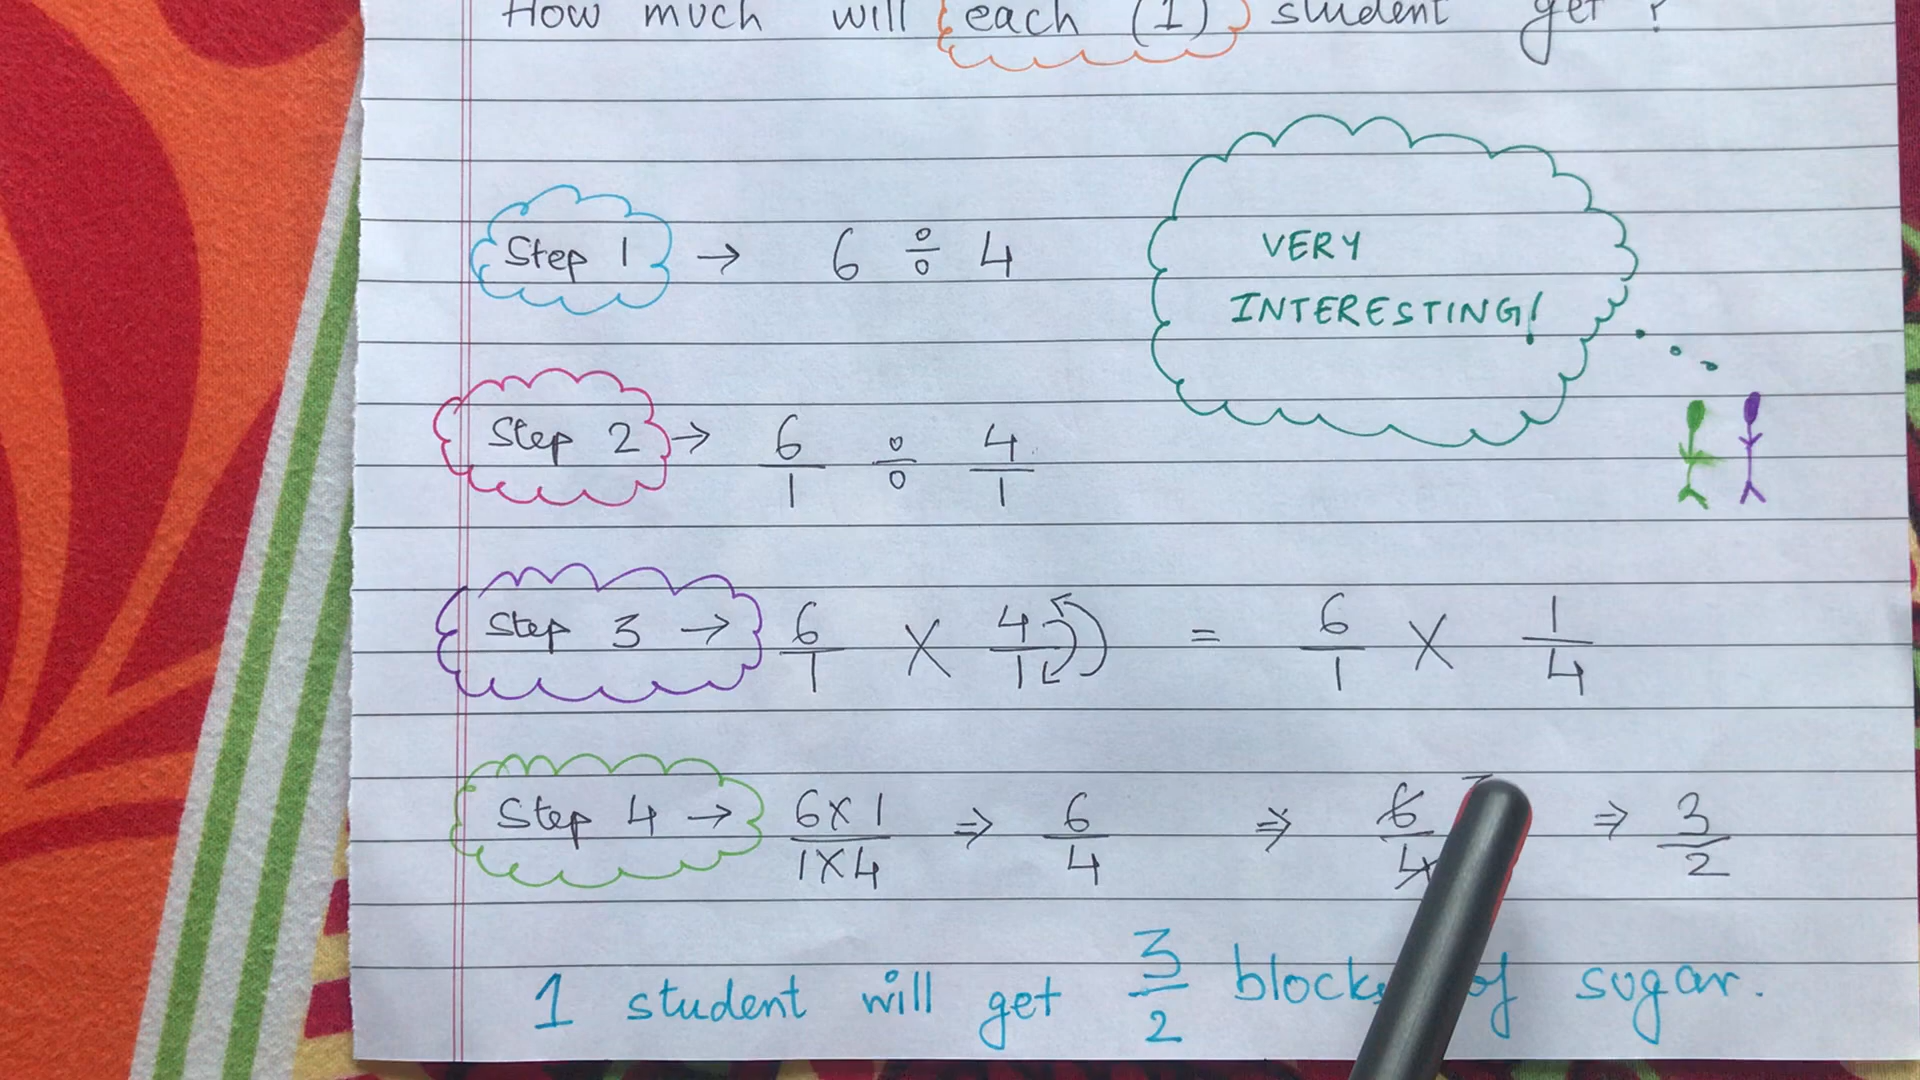 How much will each (1) student get ?
VERY
INTERESTING!
Step 1 → 6 ÷ 4
Step 2 → 6/1 ÷ 4/1
Step 3 → 6/1 X 4/1 = 6/1 X 1/4
Step 4 → 6X1/1X4 ⇒ 6/4 ⇒ 6/4 ⇒ 3/2
1 student will get 3/2 blocks of sugar.